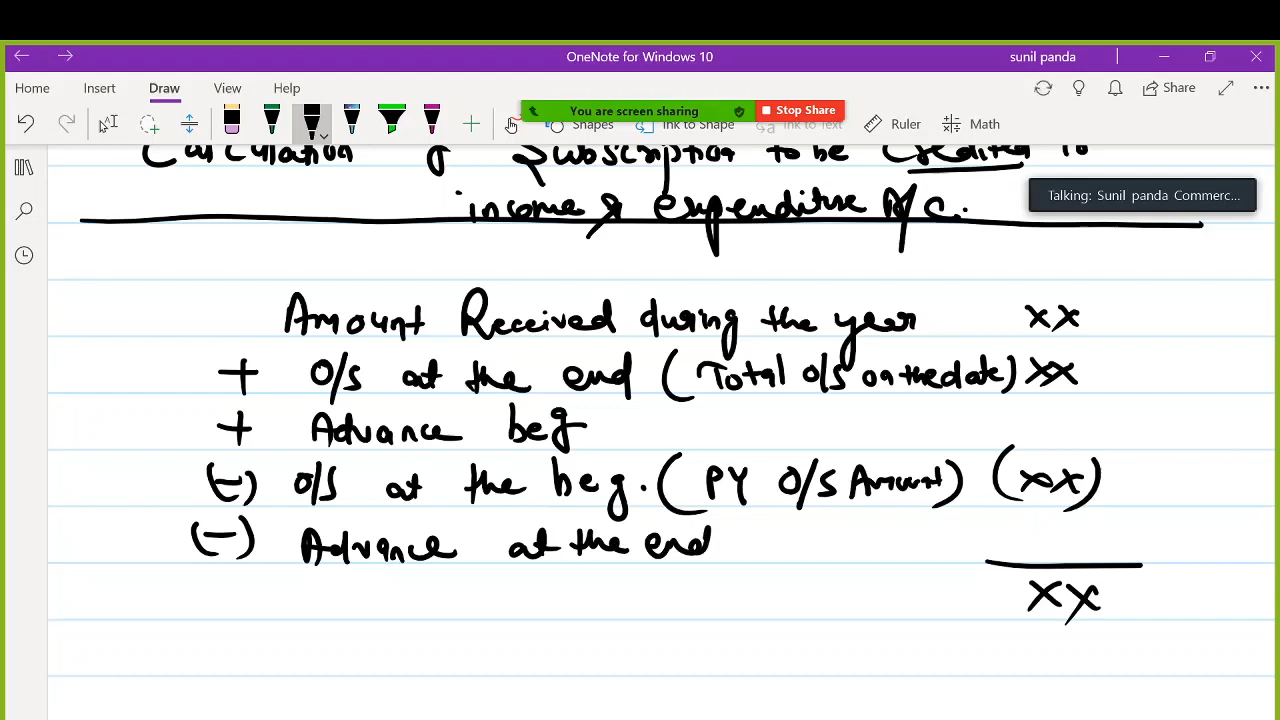 OneNote for Windows 10
sunil panda
Home Insert Draw View Help
You are screen sharing
Stop Share
Share
Shapes Ink to Shape Ink to Text Ruler Math
Calculation of Subscription to be Credited to
income & expenditure A/c.
Talking: Sunil panda Commerc...
Amount Received during the year xx
+ O/S at the end (Total O/S on the date) xx
+ Advance beg
(-) O/S at the beg. (PY O/S Amount) (xx)
(-) Advance at the end
xx